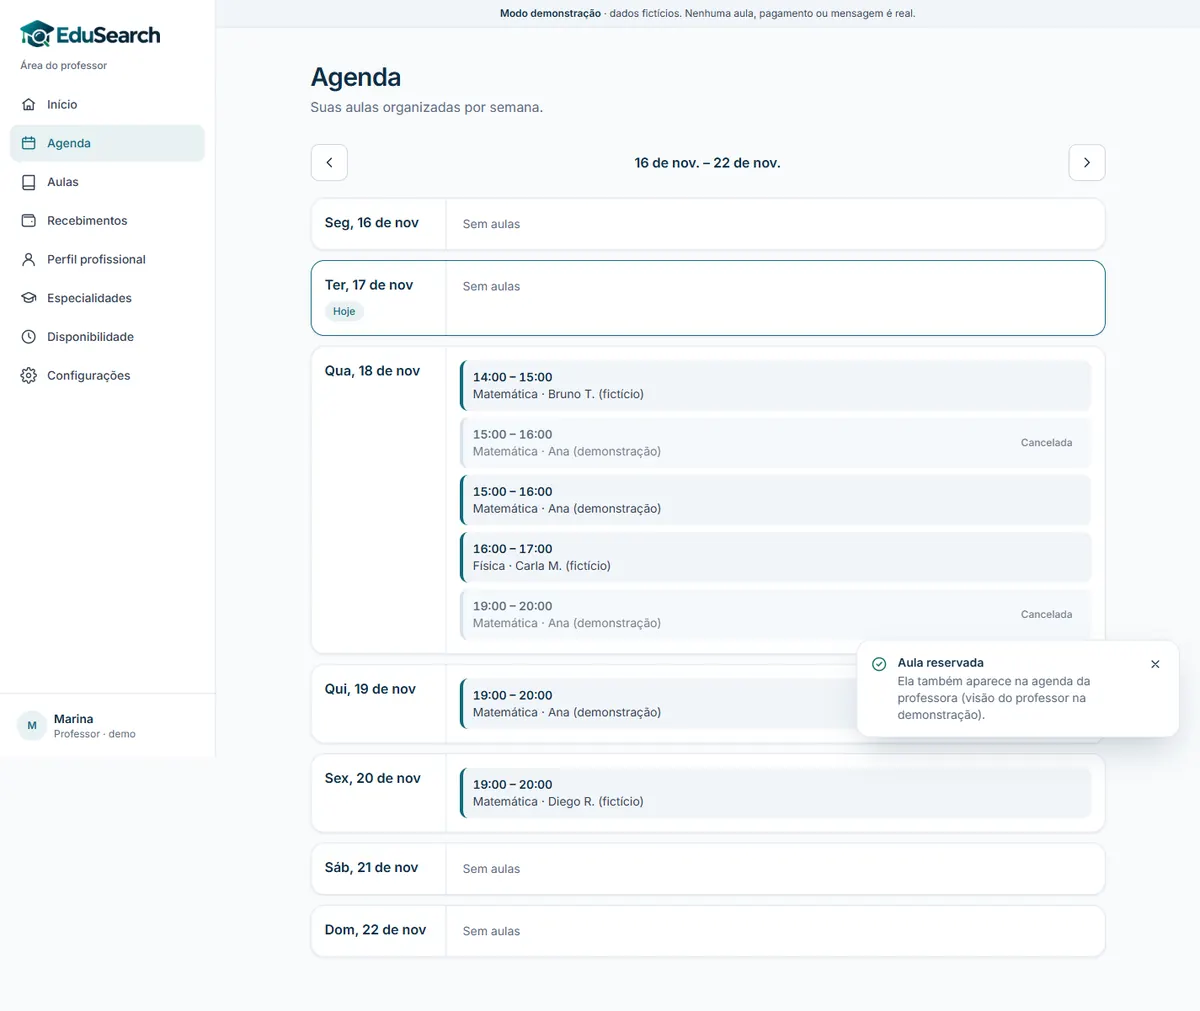 Modo demonstração · dados fictícios. Nenhuma aula, pagamento ou mensagem é real.
EduSearch
Área do professor
Início
Agenda
Aulas
Recebimentos
Perfil profissional
Especialidades
Disponibilidade
Configurações
M
Marina
Professor · demo
Agenda
Suas aulas organizadas por semana.
16 de nov. – 22 de nov.
Seg, 16 de nov
Sem aulas
Ter, 17 de nov
Hoje
Sem aulas
Qua, 18 de nov
14:00 – 15:00
Matemática · Bruno T. (fictício)
15:00 – 16:00
Matemática · Ana (demonstração)
Cancelada
15:00 – 16:00
Matemática · Ana (demonstração)
16:00 – 17:00
Física · Carla M. (fictício)
19:00 – 20:00
Matemática · Ana (demonstração)
Cancelada
Qui, 19 de nov
19:00 – 20:00
Matemática · Ana (demonstração)
Aula reservada
Ela também aparece na agenda da
professora (visão do professor na
demonstração).
Sex, 20 de nov
19:00 – 20:00
Matemática · Diego R. (fictício)
Sáb, 21 de nov
Sem aulas
Dom, 22 de nov
Sem aulas